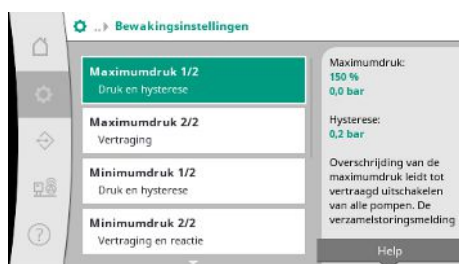 ..▸ Bewakingsinstellingen
Maximumdruk 1/2
Druk en hysterese
Maximumdruk 2/2
Vertraging
Minimumdruk 1/2
Druk en hysterese
Minimumdruk 2/2
Vertraging en reactie
Maximumdruk:
150 %
0,0 bar
Hysterese:
0,2 bar
Overschrijding van de
maximumdruk leidt tot
vertraagd uitschakelen
van alle pompen. De
verzamelstoringsmelding
Help